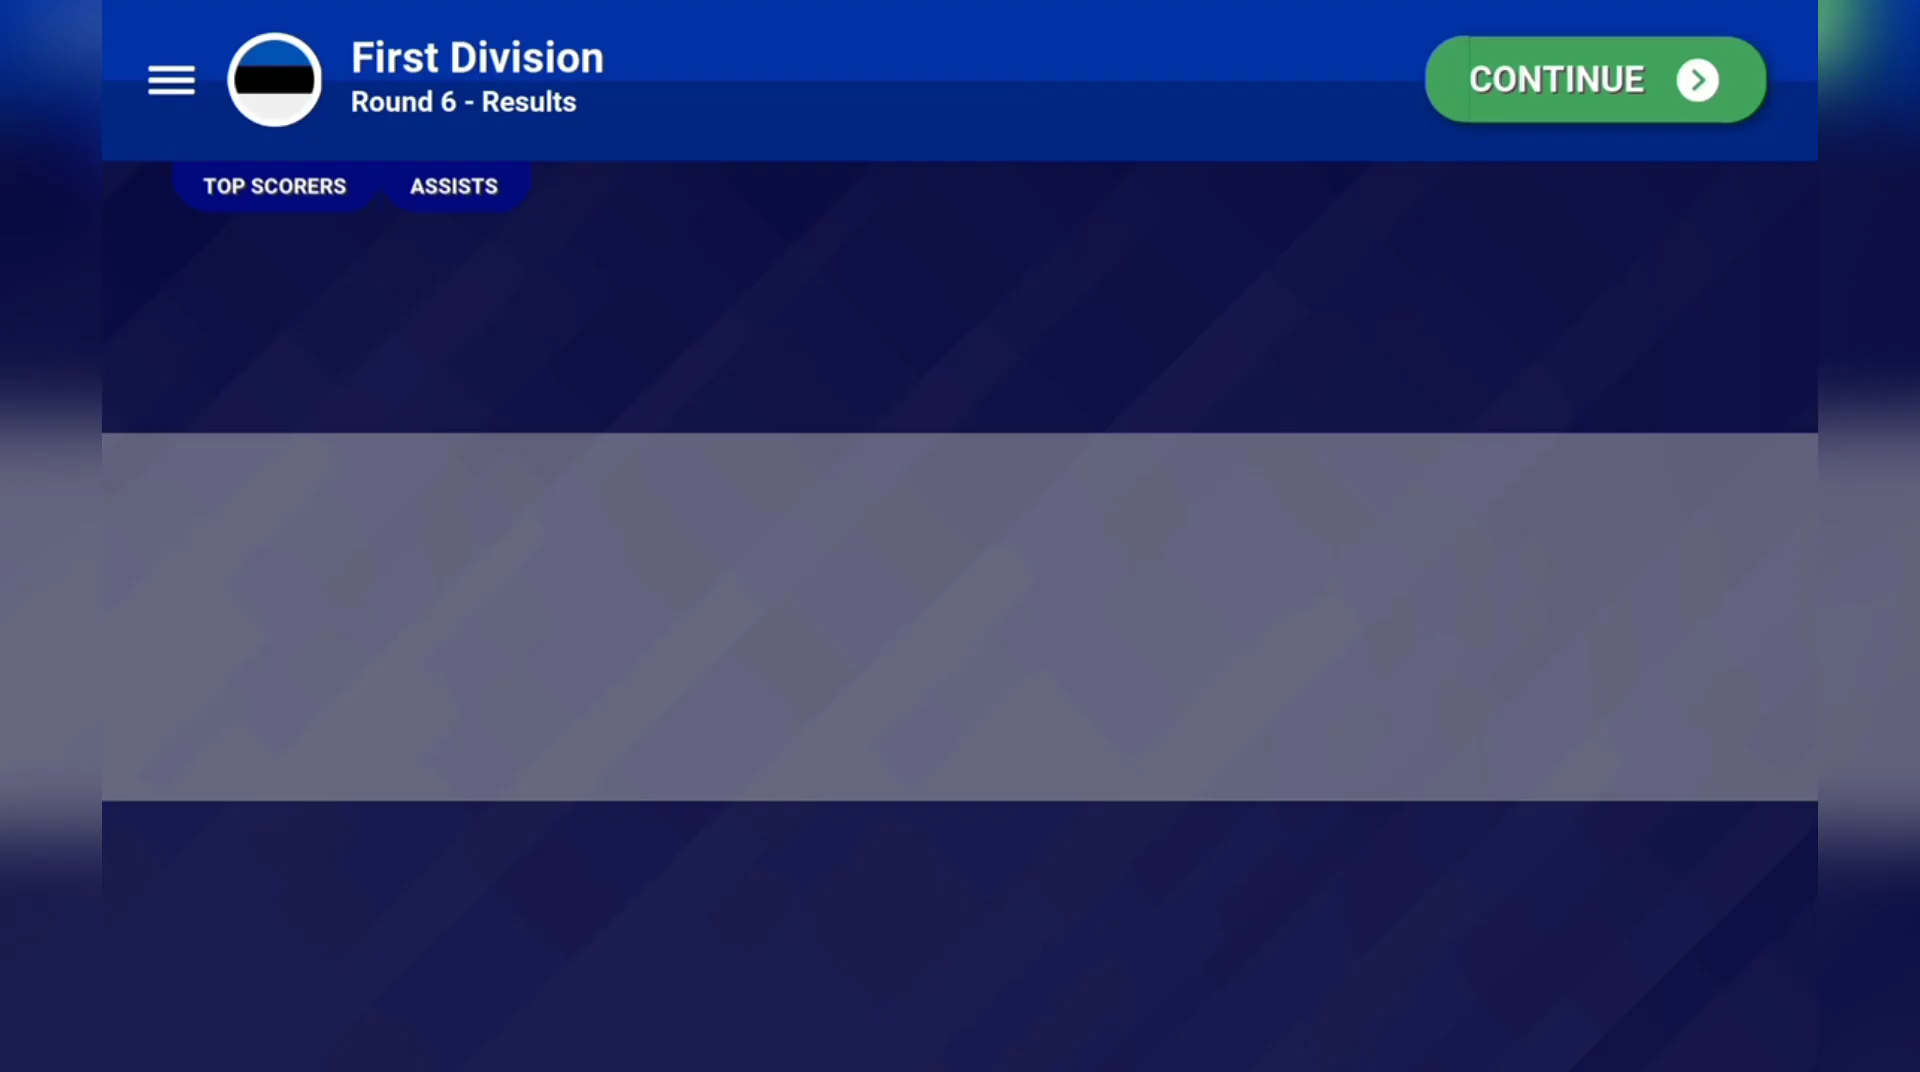 First Division
Round 6 - Results
CONTINUE
TOP SCORERS
ASSISTS